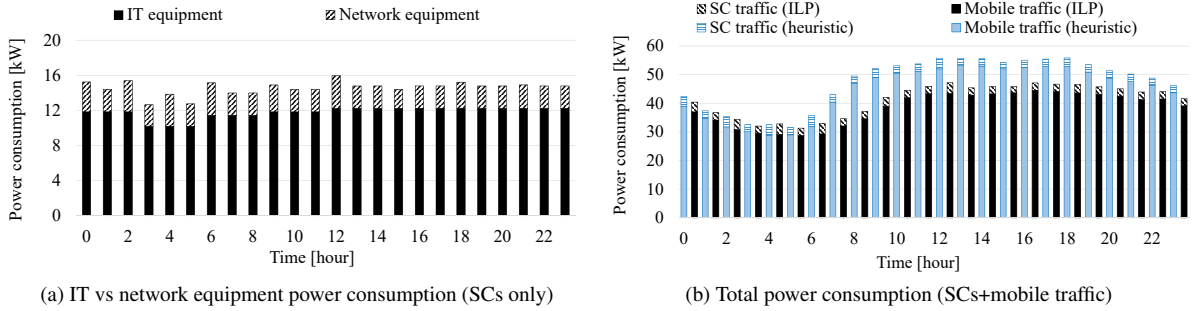 IT equipment Network equipment
Power consumption [kW]
20
16
12
8
4
0
0 2 4 6 8 10 12 14 16 18 20 22
Time [hour]
(a) IT vs network equipment power consumption (SCs only)
SC traffic (ILP) Mobile traffic (ILP)
SC traffic (heuristic) Mobile traffic (heuristic)
Power consumption [kW]
60
50
40
30
20
10
0
0 2 4 6 8 10 12 14 16 18 20 22
Time [hour]
(b) Total power consumption (SCs+mobile traffic)